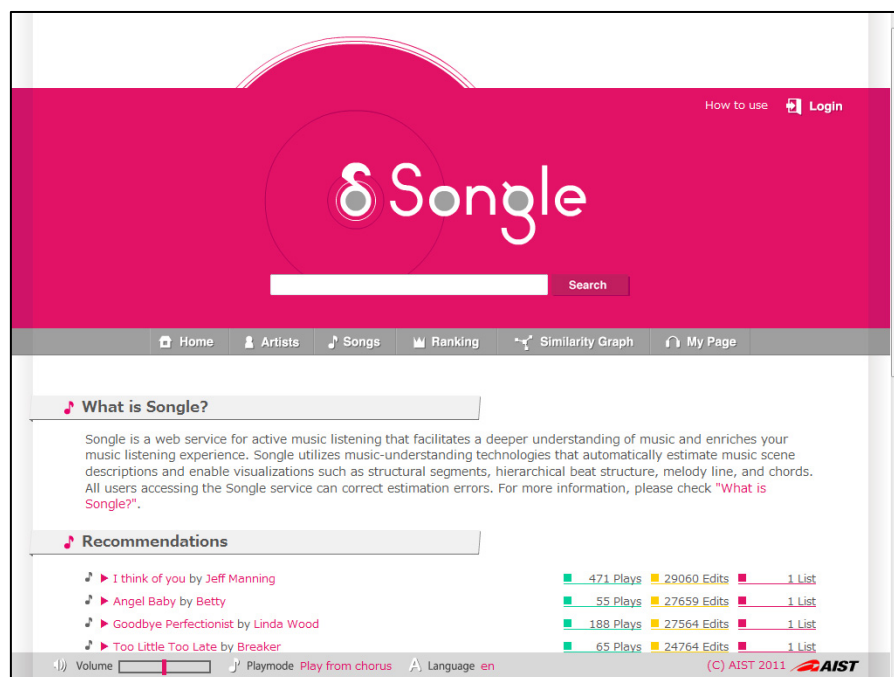 How to use Login
Songle
Search
Home Artists Songs Ranking Similarity Graph My Page
What is Songle?
Songle is a web service for active music listening that facilitates a deeper understanding of music and enriches your
music listening experience. Songle utilizes music-understanding technologies that automatically estimate music scene
descriptions and enable visualizations such as structural segments, hierarchical beat structure, melody line, and chords.
All users accessing the Songle service can correct estimation errors. For more information, please check "What is
Songle?".
Recommendations
I think of you by Jeff Manning 471 Plays 29060 Edits 1 List
Angel Baby by Betty 55 Plays 27659 Edits 1 List
Goodbye Perfectionist by Linda Wood 188 Plays 27564 Edits 1 List
Too Little Too Late by Breaker 65 Plays 24764 Edits 1 List
Volume Playmode Play from chorus A Language en (C) AIST 2011 AIST